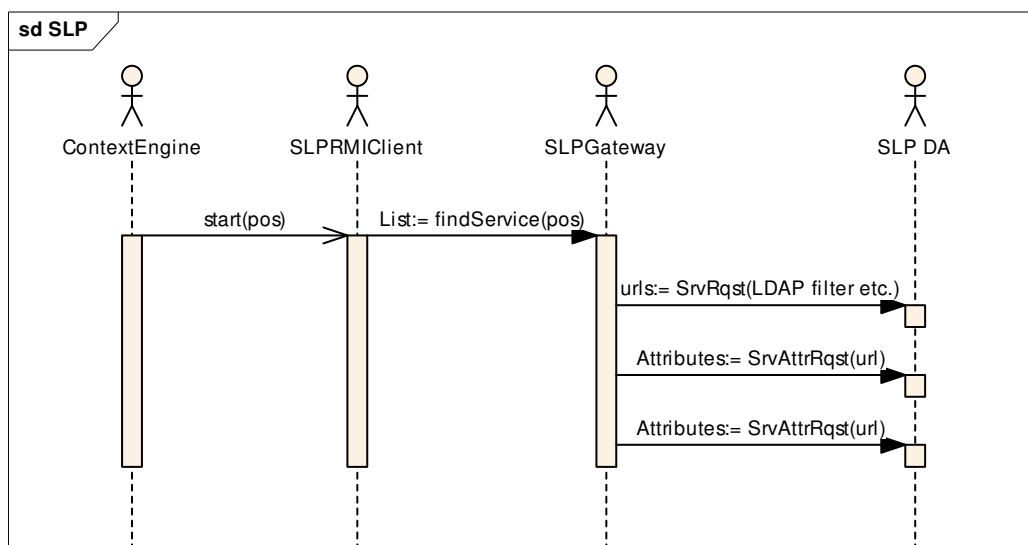 sd SLP
ContextEngine
SLPRMIClient
SLPGateway
SLP DA
start(pos)
List:= findService(pos)
urls:= SrvRqst(LDAP filter etc.)
Attributes:= SrvAttrRqst(url)
Attributes:= SrvAttrRqst(url)